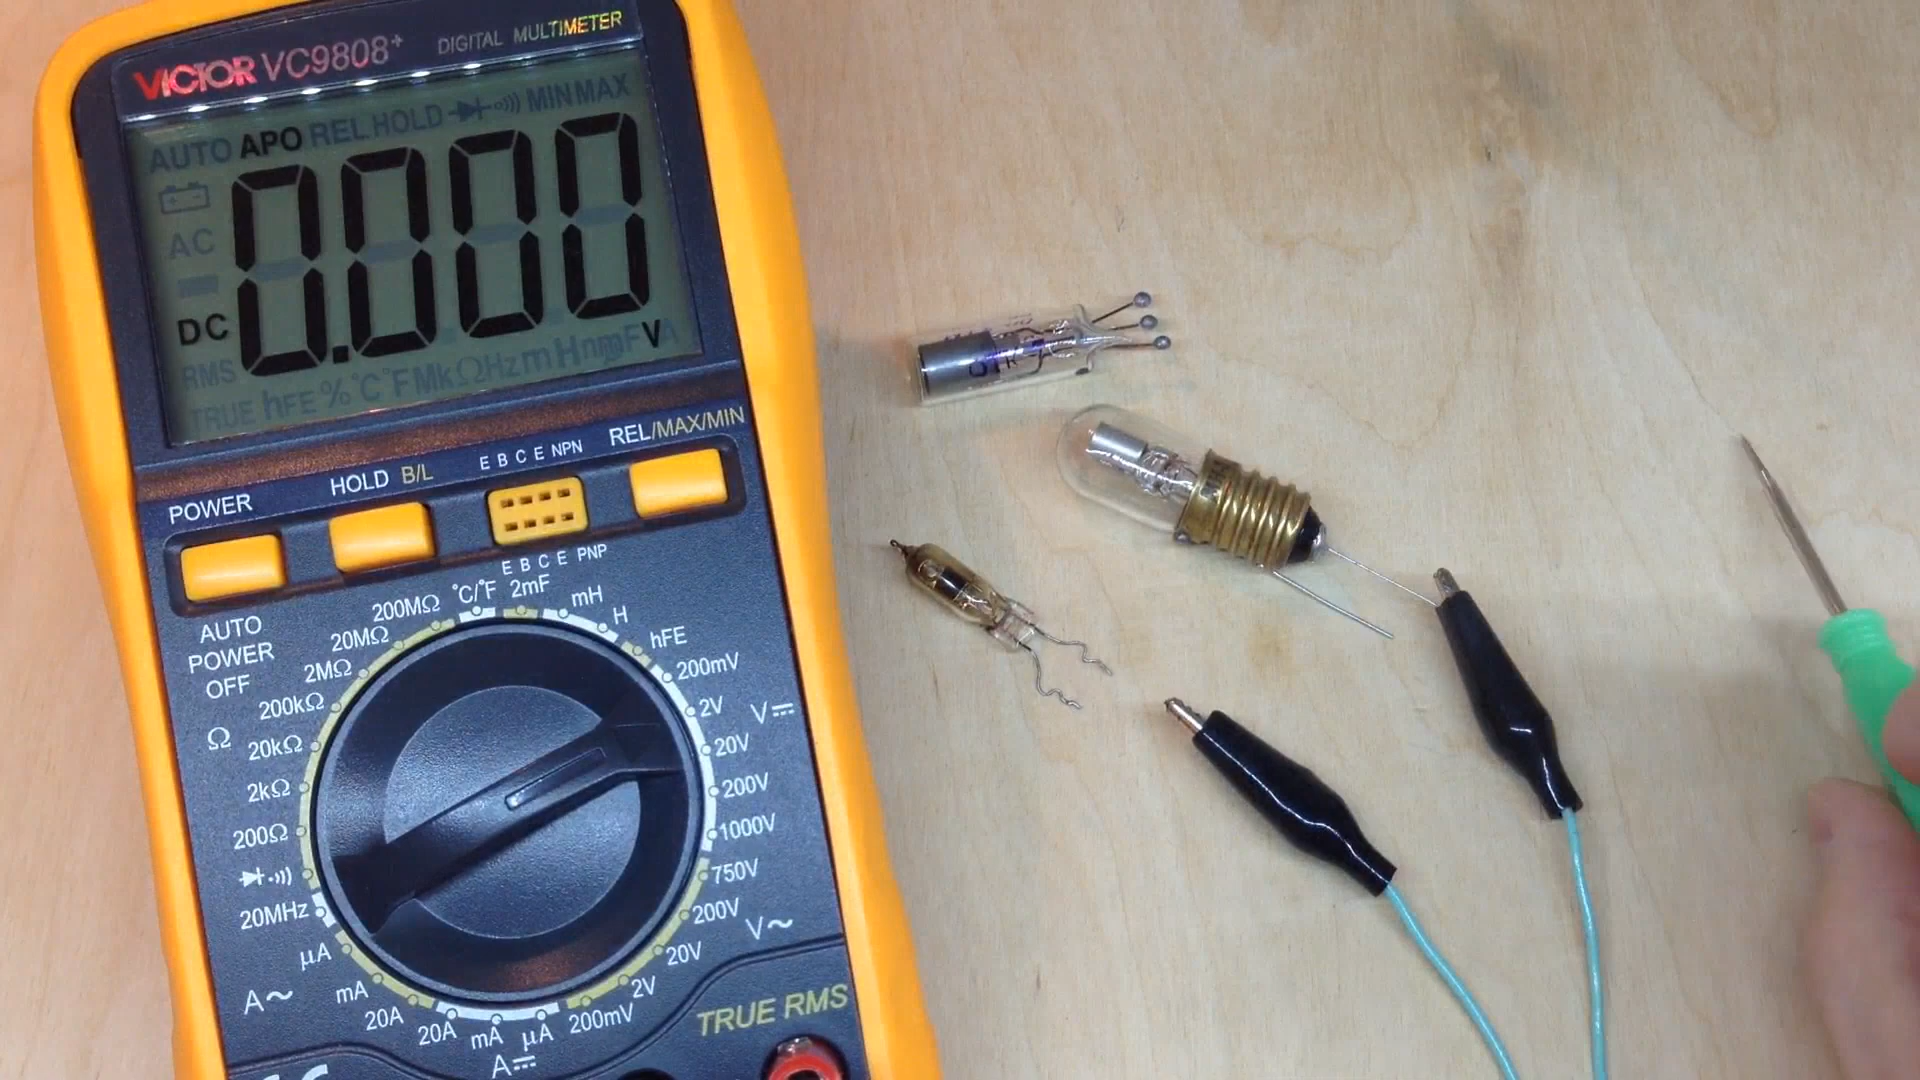 VICTOR VC9808+ DIGITAL MULTIMETER
AUTO APO REL HOLD MIN MAX
AC
0.000
DC V
RMS
TRUE hFE % °C °F M k Ω Hz m H
POWER HOLD B/L E B C E NPN REL/MAX/MIN
E B C E PNP
AUTO
POWER
OFF
200MΩ °C/°F 2mF mH
20MΩ H
2MΩ hFE
200kΩ 200mV
Ω 20kΩ 2V V
2kΩ 20V
200Ω 200V
1000V
20MHz 750V
μA 200V V~
A~ mA 20V
20A 2V
20A mA μA 200mV
A
TRUE RMS